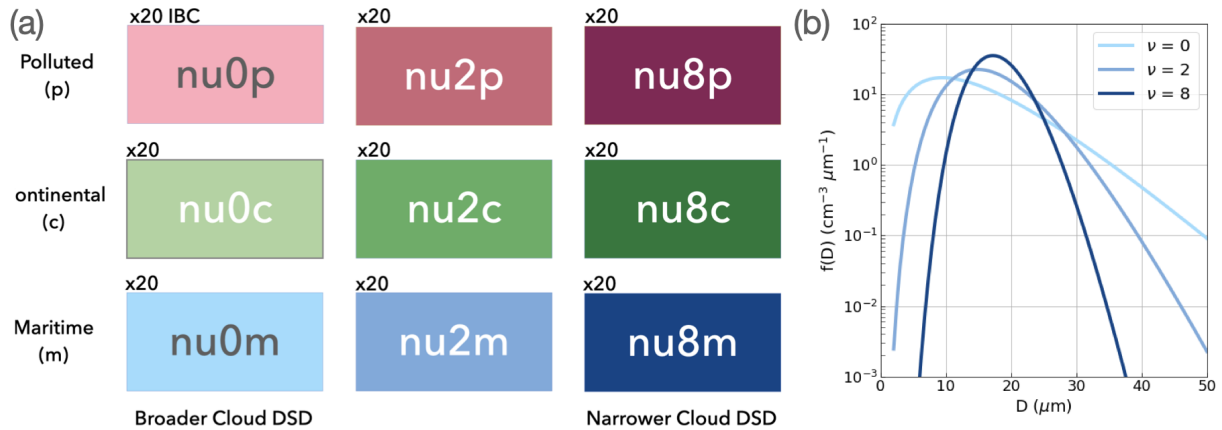 (a)
x20 IBC
x20
x20
Polluted
(p)
nu0p
nu2p
nu8p
x20
x20
x20
ontinental
(c)
nu0c
nu2c
nu8c
x20
x20
x20
Maritime
(m)
nu0m
nu2m
nu8m
Broader Cloud DSD
Narrower Cloud DSD
(b)
ν = 0
ν = 2
ν = 8
f(D) (cm⁻³ μm⁻¹)
10²
10¹
10⁰
10⁻¹
10⁻²
10⁻³
0 10 20 30 40 50
D (μm)